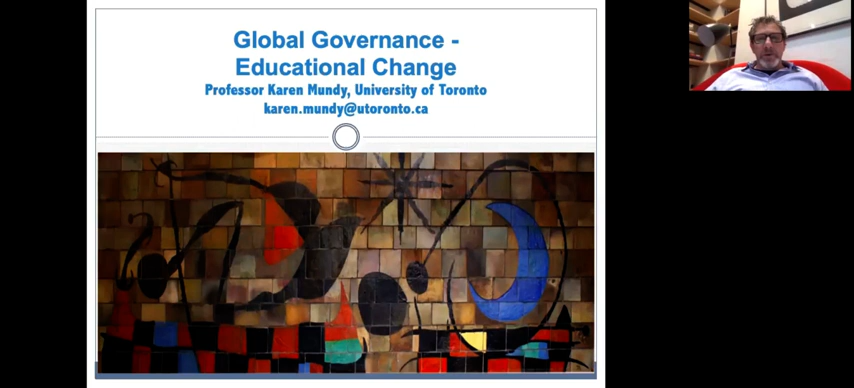 Global Governance -
Educational Change
Professor Karen Mundy, University of Toronto
karen.mundy@utoronto.ca